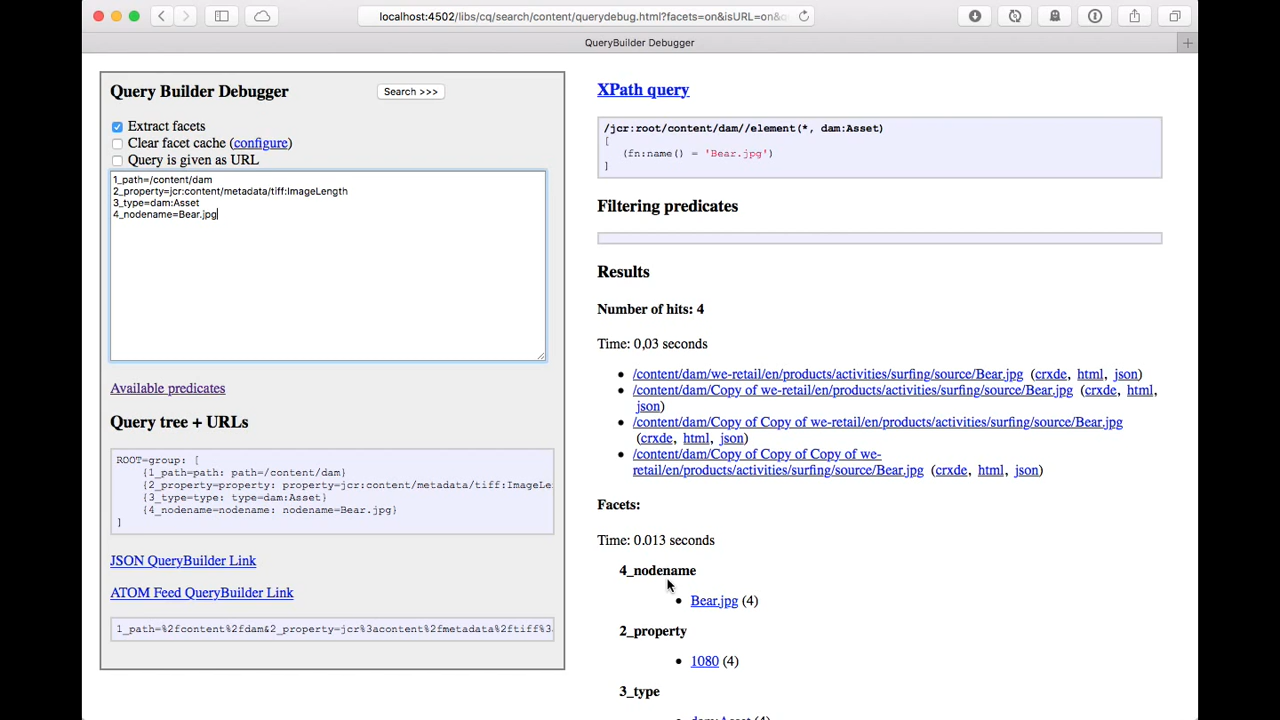 localhost:4502/libs/cq/search/content/querydebug.html?facets=on&isURL=on&q
QueryBuilder Debugger
Query Builder Debugger
Search >>>
Extract facets
Clear facet cache (configure)
Query is given as URL
1_path=/content/dam
2_property=jcr:content/metadata/tiff:ImageLength
3_type=dam:Asset
4_nodename=Bear.jpg
Available predicates
Query tree + URLs
ROOT=group: [
{1_path=path: path=/content/dam}
{2_property=property: property=jcr:content/metadata/tiff:ImageLe
{3_type=type: type=dam:Asset}
{4_nodename=nodename: nodename=Bear.jpg}
]
JSON QueryBuilder Link
ATOM Feed QueryBuilder Link
1_path=%2fcontent%2fdam&2_property=jcr%3acontent%2fmetadata%2ftiff%3
XPath query
/jcr:root/content/dam//element(*, dam:Asset)
[
(fn:name() = 'Bear.jpg')
]
Filtering predicates
Results
Number of hits: 4
Time: 0,03 seconds
/content/dam/we-retail/en/products/activities/surfing/source/Bear.jpg (crxde, html, json)
/content/dam/Copy of we-retail/en/products/activities/surfing/source/Bear.jpg (crxde, html,
json)
/content/dam/Copy of Copy of we-retail/en/products/activities/surfing/source/Bear.jpg
(crxde, html, json)
/content/dam/Copy of Copy of Copy of we-
retail/en/products/activities/surfing/source/Bear.jpg (crxde, html, json)
Facets:
Time: 0.013 seconds
4_nodename
Bear.jpg (4)
2_property
1080 (4)
3_type
dam:Asset (4)